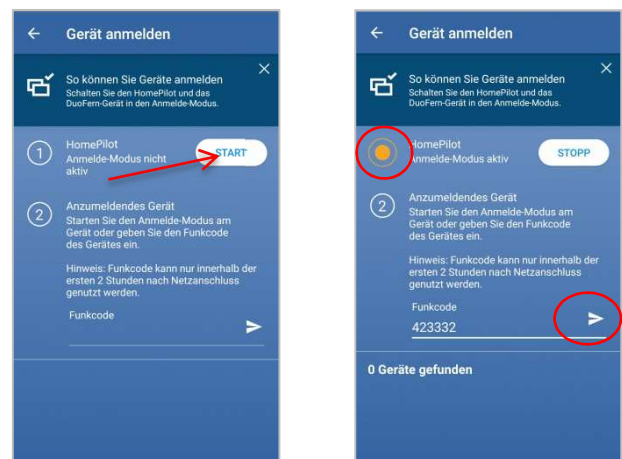 Gerät anmelden
So können Sie Geräte anmelden
Schalten Sie den HomePilot und das
DuoFern-Gerät in den Anmelde-Modus.
1
HomePilot
Anmelde-Modus nicht
aktiv
START
2
Anzumeldendes Gerät
Starten Sie den Anmelde-Modus am
Gerät oder geben Sie den Funkcode
des Gerätes ein.
Hinweis: Funkcode kann nur innerhalb der
ersten 2 Stunden nach Netzanschluss
genutzt werden.
Funkcode
Gerät anmelden
So können Sie Geräte anmelden
Schalten Sie den HomePilot und das
DuoFern-Gerät in den Anmelde-Modus.
HomePilot
Anmelde-Modus aktiv
STOPP
2
Anzumeldendes Gerät
Starten Sie den Anmelde-Modus am
Gerät oder geben Sie den Funkcode
des Gerätes ein.
Hinweis: Funkcode kann nur innerhalb der
ersten 2 Stunden nach Netzanschluss
genutzt werden.
Funkcode
423332
0 Geräte gefunden